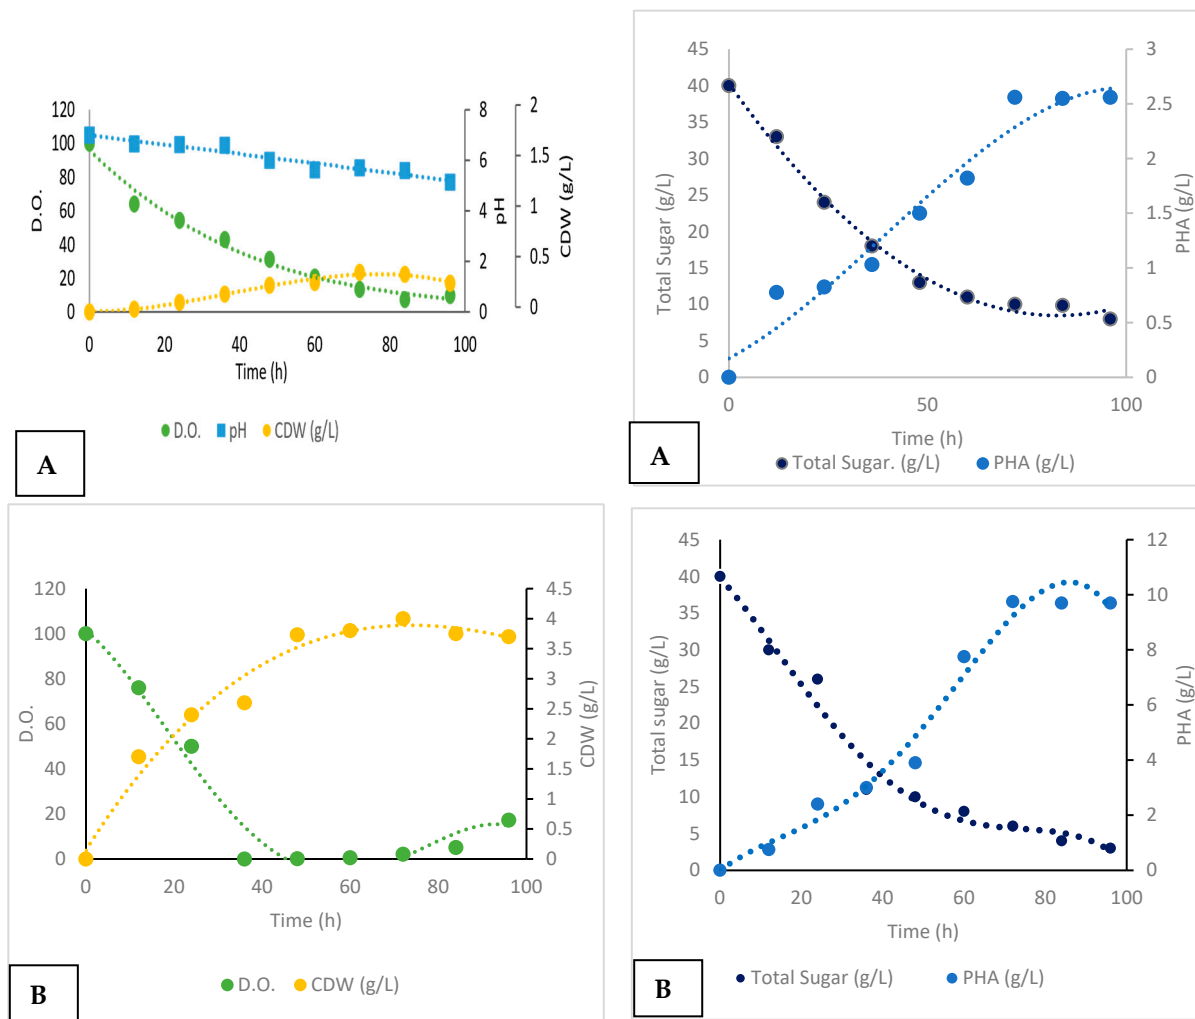 120
100
80
60
40
20
0
D.O.
8
6
4
2
0
pH
2
1.5
1
0.5
0
CDW (g/L)
0 20 40 60 80 100
Time (h)
D.O. pH CDW (g/L)
A
45
40
35
30
25
20
15
10
5
0
Total Sugar (g/L)
3
2.5
2
1.5
1
0.5
0
PHA (g/L)
0 50 100
Time (h)
Total Sugar. (g/L) PHA (g/L)
A
120
100
80
60
40
20
0
D.O.
4.5
4
3.5
3
2.5
2
1.5
1
0.5
0
CDW (g/L)
0 20 40 60 80 100
Time (h)
D.O. CDW (g/L)
B
45
40
35
30
25
20
15
10
5
0
Total sugar (g/L)
12
10
8
6
4
2
0
PHA (g/L)
0 20 40 60 80 100
Time (h)
Total Sugar (g/L) PHA (g/L)
B